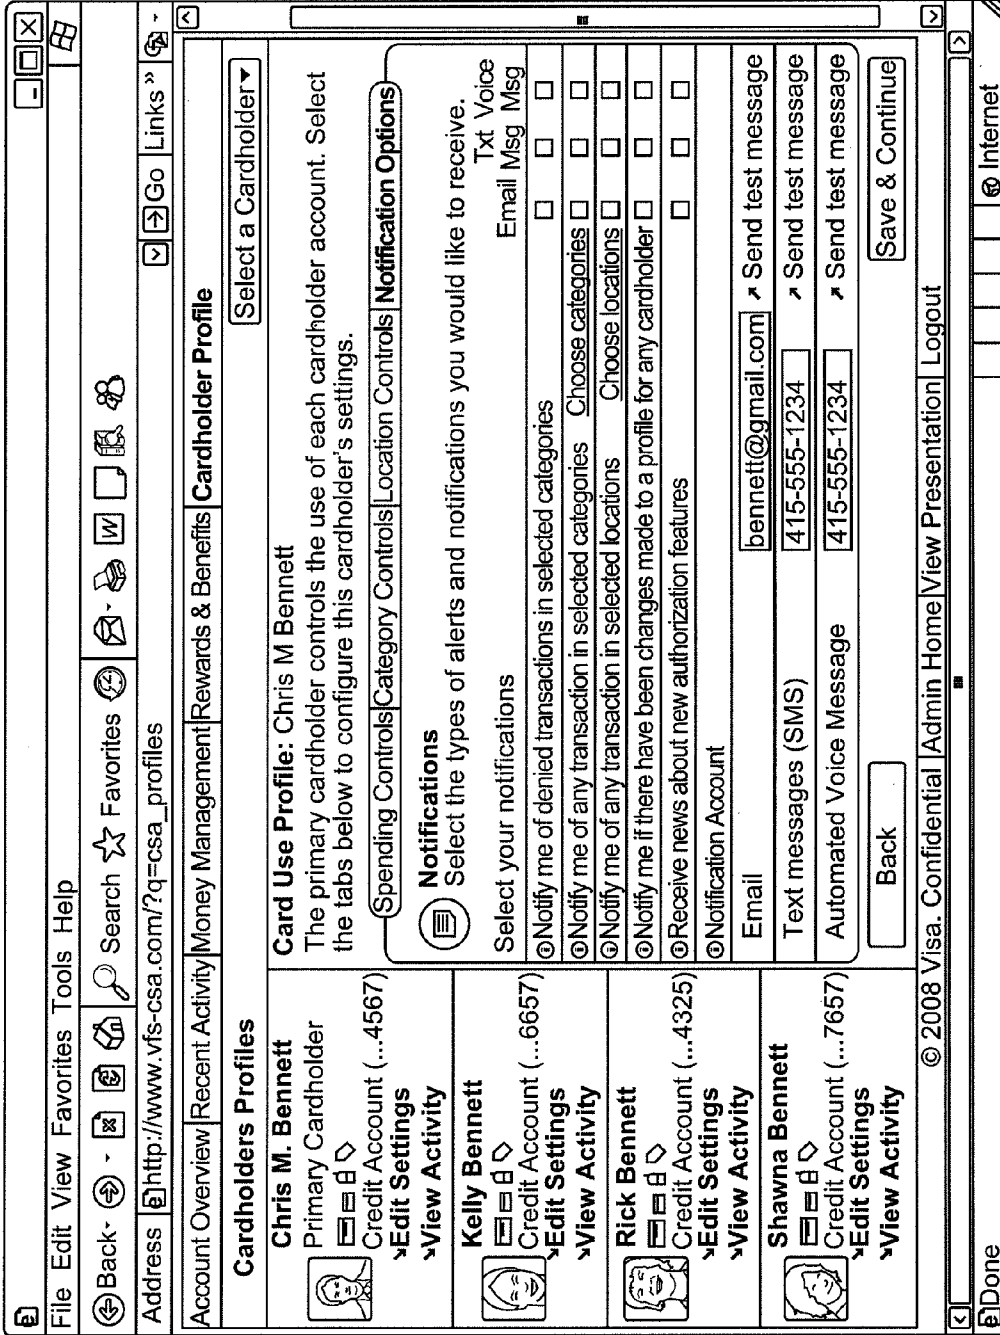 File Edit View Favorites Tools Help
Back Search Favorites W
Address http://www.vfs-csa.com/?q=csa_profiles Go Links »
Account Overview Recent Activity Money Management Rewards & Benefits Cardholder Profile
Cardholders Profiles
Select a Cardholder
Chris M. Bennett
Primary Cardholder
Credit Account (...4567)
Edit Settings
View Activity
Kelly Bennett
Credit Account (...6657)
Edit Settings
View Activity
Rick Bennett
Credit Account (...4325)
Edit Settings
View Activity
Shawna Bennett
Credit Account (...7657)
Edit Settings
View Activity
Card Use Profile: Chris M Bennett
The primary cardholder controls the use of each cardholder account. Select
the tabs below to configure this cardholder's settings.
Spending Controls Category Controls Location Controls Notification Options
Notifications
Select the types of alerts and notifications you would like to receive.
Select your notifications Email Txt Msg Voice Msg
Notify me of denied transactions in selected categories
Notify me of any transaction in selected categories Choose categories
Notify me of any transaction in selected locations Choose locations
Notify me if there have been changes made to a profile for any cardholder
Receive news about new authorization features
Notification Account
Email bennett@gmail.com Send test message
Text messages (SMS) 415-555-1234 Send test message
Automated Voice Message 415-555-1234 Send test message
Back Save & Continue
© 2008 Visa. Confidential Admin Home View Presentation Logout
Done Internet